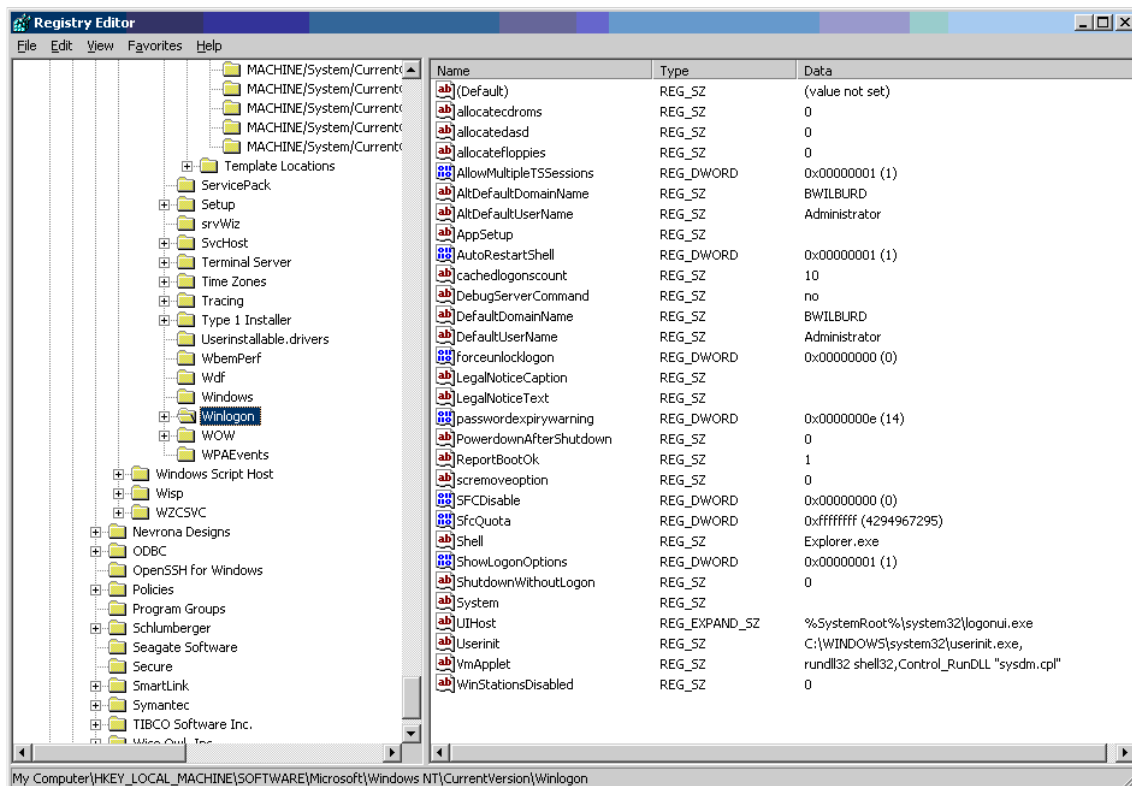 Registry Editor
File Edit View Favorites Help
MACHINE/System/Current
MACHINE/System/Current
MACHINE/System/Current
MACHINE/System/Current
MACHINE/System/Current
Template Locations
ServicePack
Setup
srvWiz
SvcHost
Terminal Server
Time Zones
Tracing
Type 1 Installer
Userinstallable.drivers
WbemPerf
Wdf
Windows
Winlogon
WOW
WPAEvents
Windows Script Host
Wisp
WZCSVC
Nevrona Designs
ODBC
OpenSSH for Windows
Policies
Program Groups
Schlumberger
Seagate Software
Secure
SmartLink
Symantec
TIBCO Software Inc.
Wise Owl, Inc.
Name Type Data
(Default) REG_SZ (value not set)
allocatecdroms REG_SZ 0
allocatedasd REG_SZ 0
allocatefloppies REG_SZ 0
AllowMultipleTSSessions REG_DWORD 0x00000001 (1)
AltDefaultDomainName REG_SZ BWILBURD
AltDefaultUserName REG_SZ Administrator
AppSetup REG_SZ
AutoRestartShell REG_DWORD 0x00000001 (1)
cachedlogonscount REG_SZ 10
DebugServerCommand REG_SZ no
DefaultDomainName REG_SZ BWILBURD
DefaultUserName REG_SZ Administrator
forceunlocklogon REG_DWORD 0x00000000 (0)
LegalNoticeCaption REG_SZ
LegalNoticeText REG_SZ
passwordexpirywarning REG_DWORD 0x0000000e (14)
PowerdownAfterShutdown REG_SZ 0
ReportBootOk REG_SZ 1
scremoveoption REG_SZ 0
SFCDisable REG_DWORD 0x00000000 (0)
SfcQuota REG_DWORD 0xffffffff (4294967295)
Shell REG_SZ Explorer.exe
ShowLogonOptions REG_DWORD 0x00000001 (1)
ShutdownWithoutLogon REG_SZ 0
System REG_SZ
UIHost REG_EXPAND_SZ %SystemRoot%\system32\logonui.exe
Userinit REG_SZ C:\WINDOWS\system32\userinit.exe,
VmApplet REG_SZ rundll32 shell32,Control_RunDLL "sysdm.cpl"
WinStationsDisabled REG_SZ 0
My Computer\HKEY_LOCAL_MACHINE\SOFTWARE\Microsoft\Windows NT\CurrentVersion\Winlogon